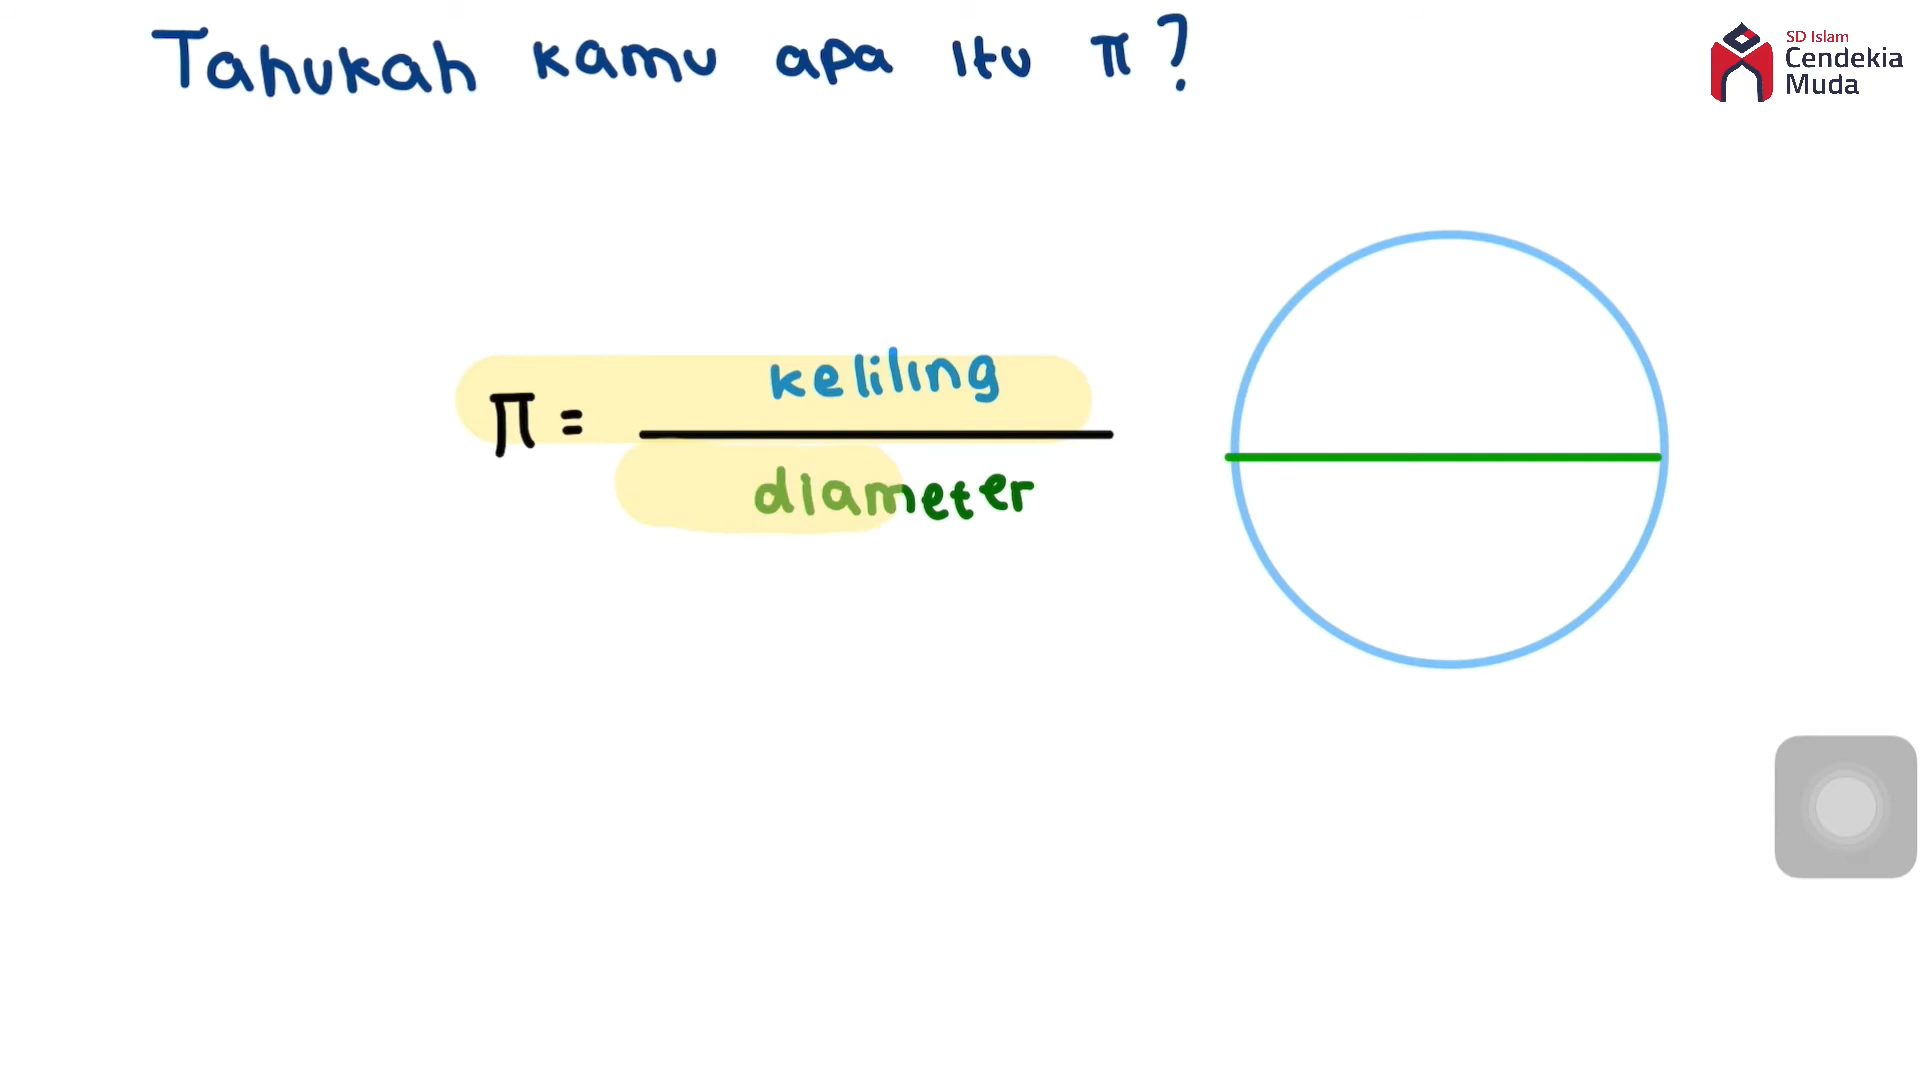 Tahukah kamu apa itu π?
SD Islam
Cendekia
Muda
π = keliling
diameter